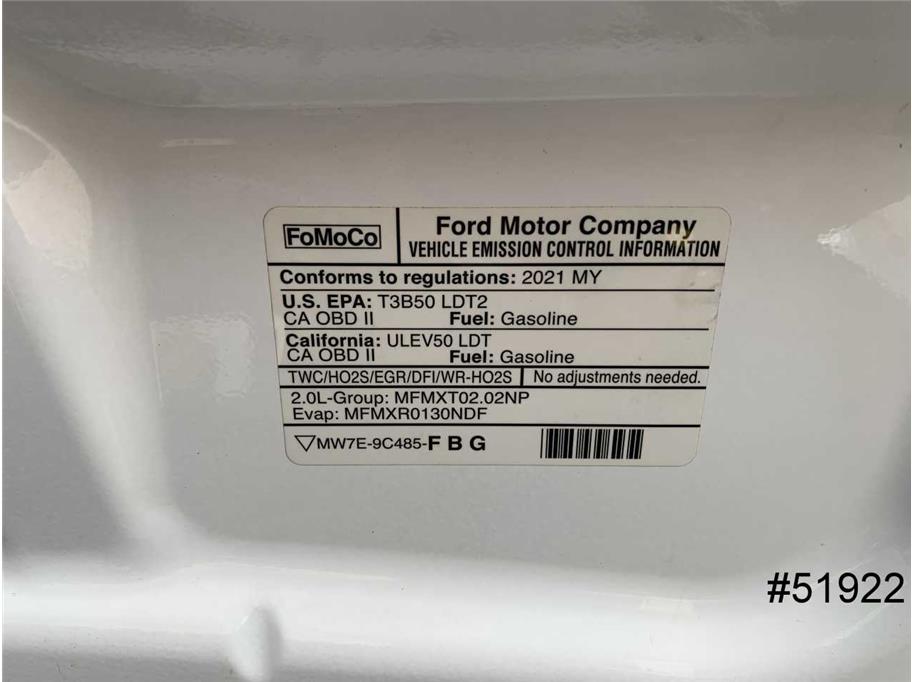 FoMoCo
Ford Motor Company
VEHICLE EMISSION CONTROL INFORMATION
Conforms to regulations: 2021 MY
U.S. EPA: T3B50 LDT2
CA OBD II Fuel: Gasoline
California: ULEV50 LDT
CA OBD II Fuel: Gasoline
TWC/HO2S/EGR/DFI/WR-HO2S No adjustments needed.
2.0L-Group: MFMXT02.02NP
Evap: MFMXR0130NDF
MW7E-9C485-F B G
#51922